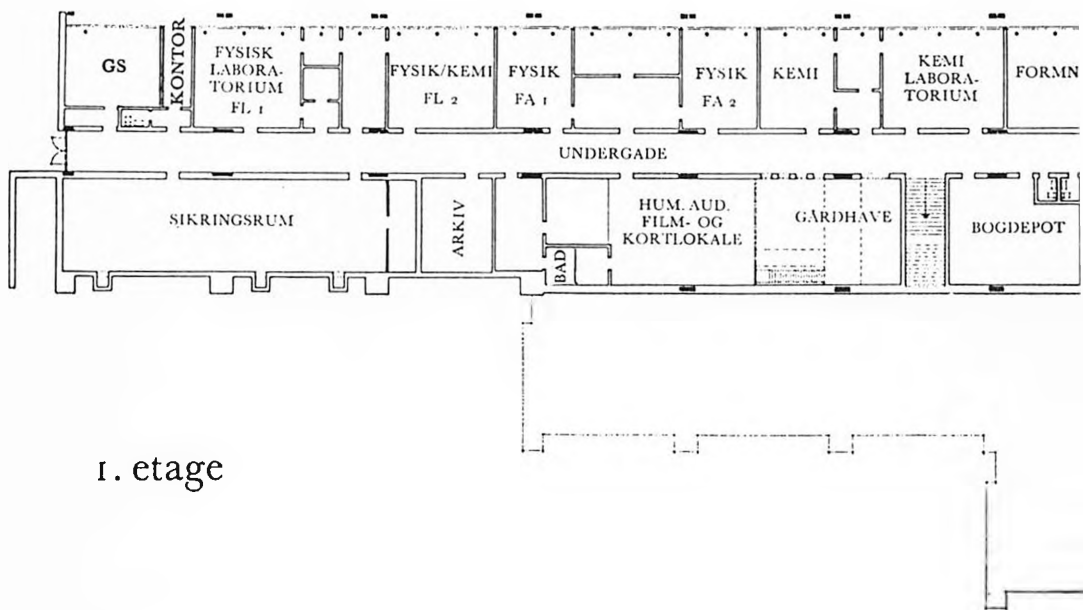 GS
KONTOR
FYSISK
LABORA-
TORIUM
FL 1
FYSIK/KEMI
FL 2
FYSIK
FA 1
FYSIK
FA 2
KEMI
KEMI
LABORA-
TORIUM
FORMN
UNDERGADE
SIKRINGSRUM
ARKIV
BAD
HUM. AUD.
FILM- OG
KORTLOKALE
GÅRDHAVE
BOGDEPOT
1. etage